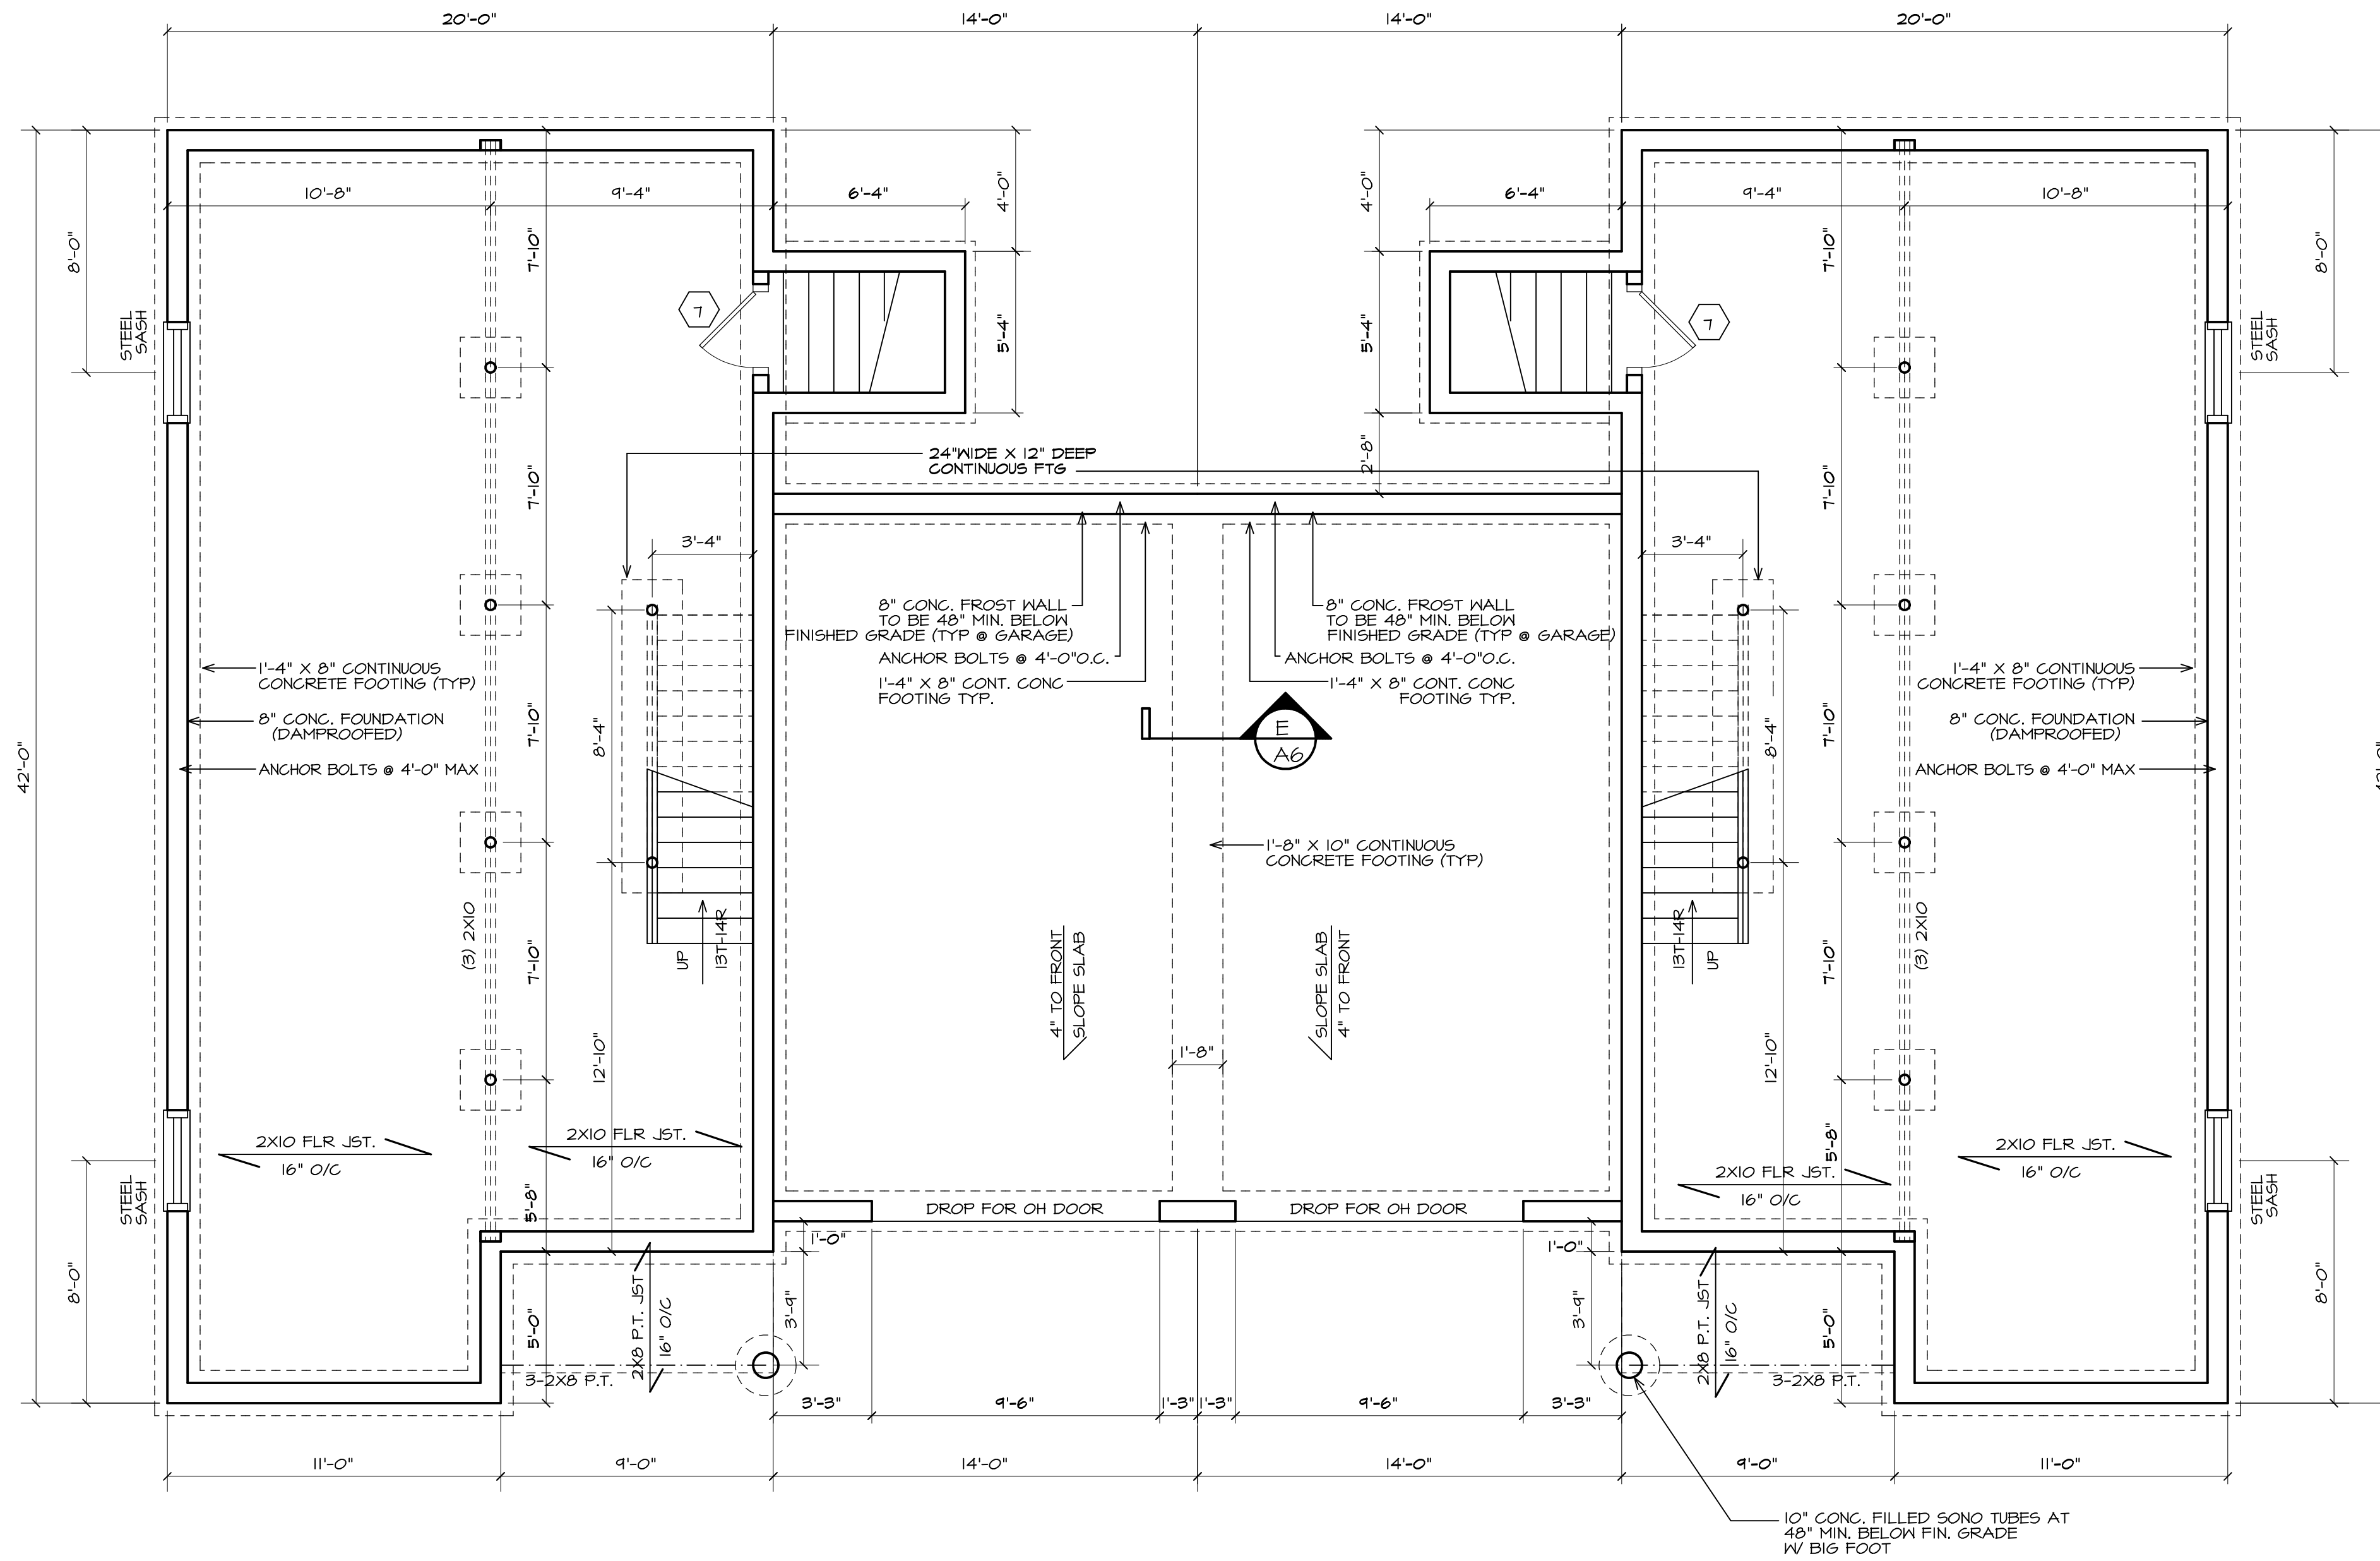 20'-0"
14'-0"
14'-0"
20'-0"
10'-8"
9'-4"
6'-4"
4'-0"
4'-0"
6'-4"
9'-4"
10'-8"
8'-0"
7'-10"
7'-10"
8'-0"
STEEL
SASH
7
5'-4"
5'-4"
7
STEEL
SASH
24"WIDE X 12" DEEP
CONTINUOUS FTG
2'-8"
7'-10"
7'-10"
3'-4"
3'-4"
8" CONC. FROST WALL
TO BE 48" MIN. BELOW
FINISHED GRADE (TYP @ GARAGE)
ANCHOR BOLTS @ 4'-0"O.C.
1'-4" X 8" CONT. CONC
FOOTING TYP.
8" CONC. FROST WALL
TO BE 48" MIN. BELOW
FINISHED GRADE (TYP @ GARAGE)
ANCHOR BOLTS @ 4'-0"O.C.
1'-4" X 8" CONT. CONC
FOOTING TYP.
1'-4" X 8" CONTINUOUS
CONCRETE FOOTING (TYP)
8" CONC. FOUNDATION
(DAMPROOFED)
ANCHOR BOLTS @ 4'-0" MAX
1'-4" X 8" CONTINUOUS
CONCRETE FOOTING (TYP)
8" CONC. FOUNDATION
(DAMPROOFED)
ANCHOR BOLTS @ 4'-0" MAX
42'-0"
7'-10"
8'-4"
E
A6
8'-4"
7'-10"
1'-8" X 10" CONTINUOUS
CONCRETE FOOTING (TYP)
(3) 2X10
7'-10"
UP
13T-14R
4" TO FRONT
SLOPE SLAB
SLOPE SLAB
4" TO FRONT
13T-14R
UP
7'-10"
(3) 2X10
12'-10"
1'-8"
12'-10"
2X10 FLR JST.
16" O/C
2X10 FLR JST.
16" O/C
2X10 FLR JST.
16" O/C
2X10 FLR JST.
16" O/C
STEEL
SASH
5'-8"
5'-8"
STEEL
SASH
DROP FOR OH DOOR
DROP FOR OH DOOR
1'-0"
1'-0"
8'-0"
5'-0"
2X8 P.T. JST
16" O/C
3'-9"
3'-9"
2X8 P.T. JST
16" O/C
5'-0"
8'-0"
3-2X8 P.T.
3-2X8 P.T.
3'-3"
9'-6"
1'-3"
1'-3"
9'-6"
3'-3"
11'-0"
9'-0"
14'-0"
14'-0"
9'-0"
11'-0"
10" CONC. FILLED SONO TUBES AT
48" MIN. BELOW FIN. GRADE
W/ BIG FOOT